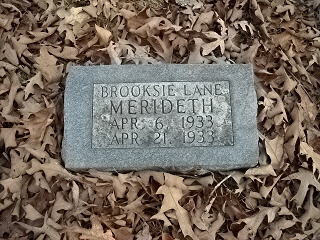 BROOKSIE LANE
MERIDETH
APR. 6, 1933
APR. 21, 1933